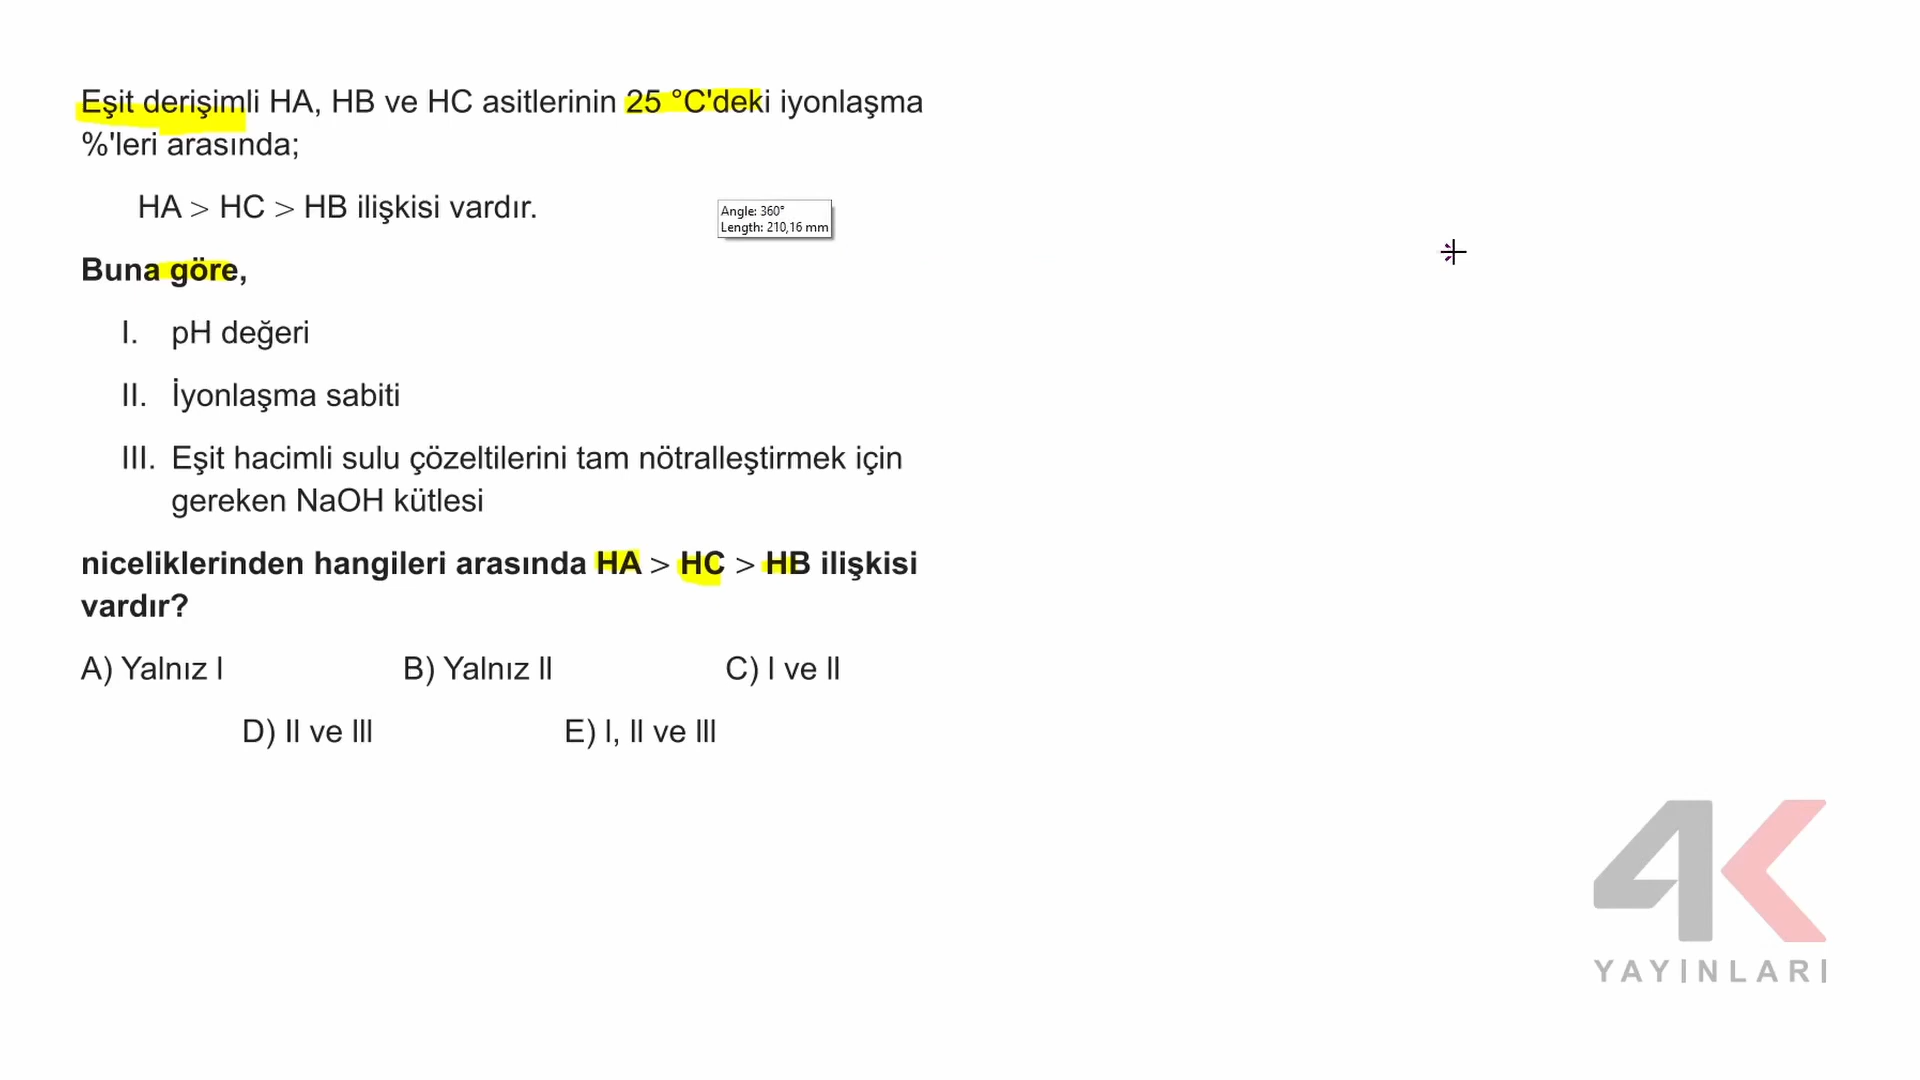 Eşit derişimli HA, HB ve HC asitlerinin 25 °C'deki iyonlaşma
%'leri arasında;
HA > HC > HB ilişkisi vardır.
Angle: 360°
Length: 210,16 mm
Buna göre,
I. pH değeri
II. İyonlaşma sabiti
III. Eşit hacimli sulu çözeltilerini tam nötralleştirmek için
gereken NaOH kütlesi
niceliklerinden hangileri arasında HA > HC > HB ilişkisi
vardır?
A) Yalnız I B) Yalnız II C) I ve II
D) II ve III E) I, II ve III
4K
YAYINLARI